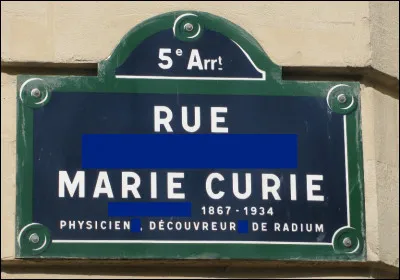 5e Arrt
RUE
MARIE CURIE
1867 - 1934
PHYSICIEN , DÉCOUVREUR DE RADIUM